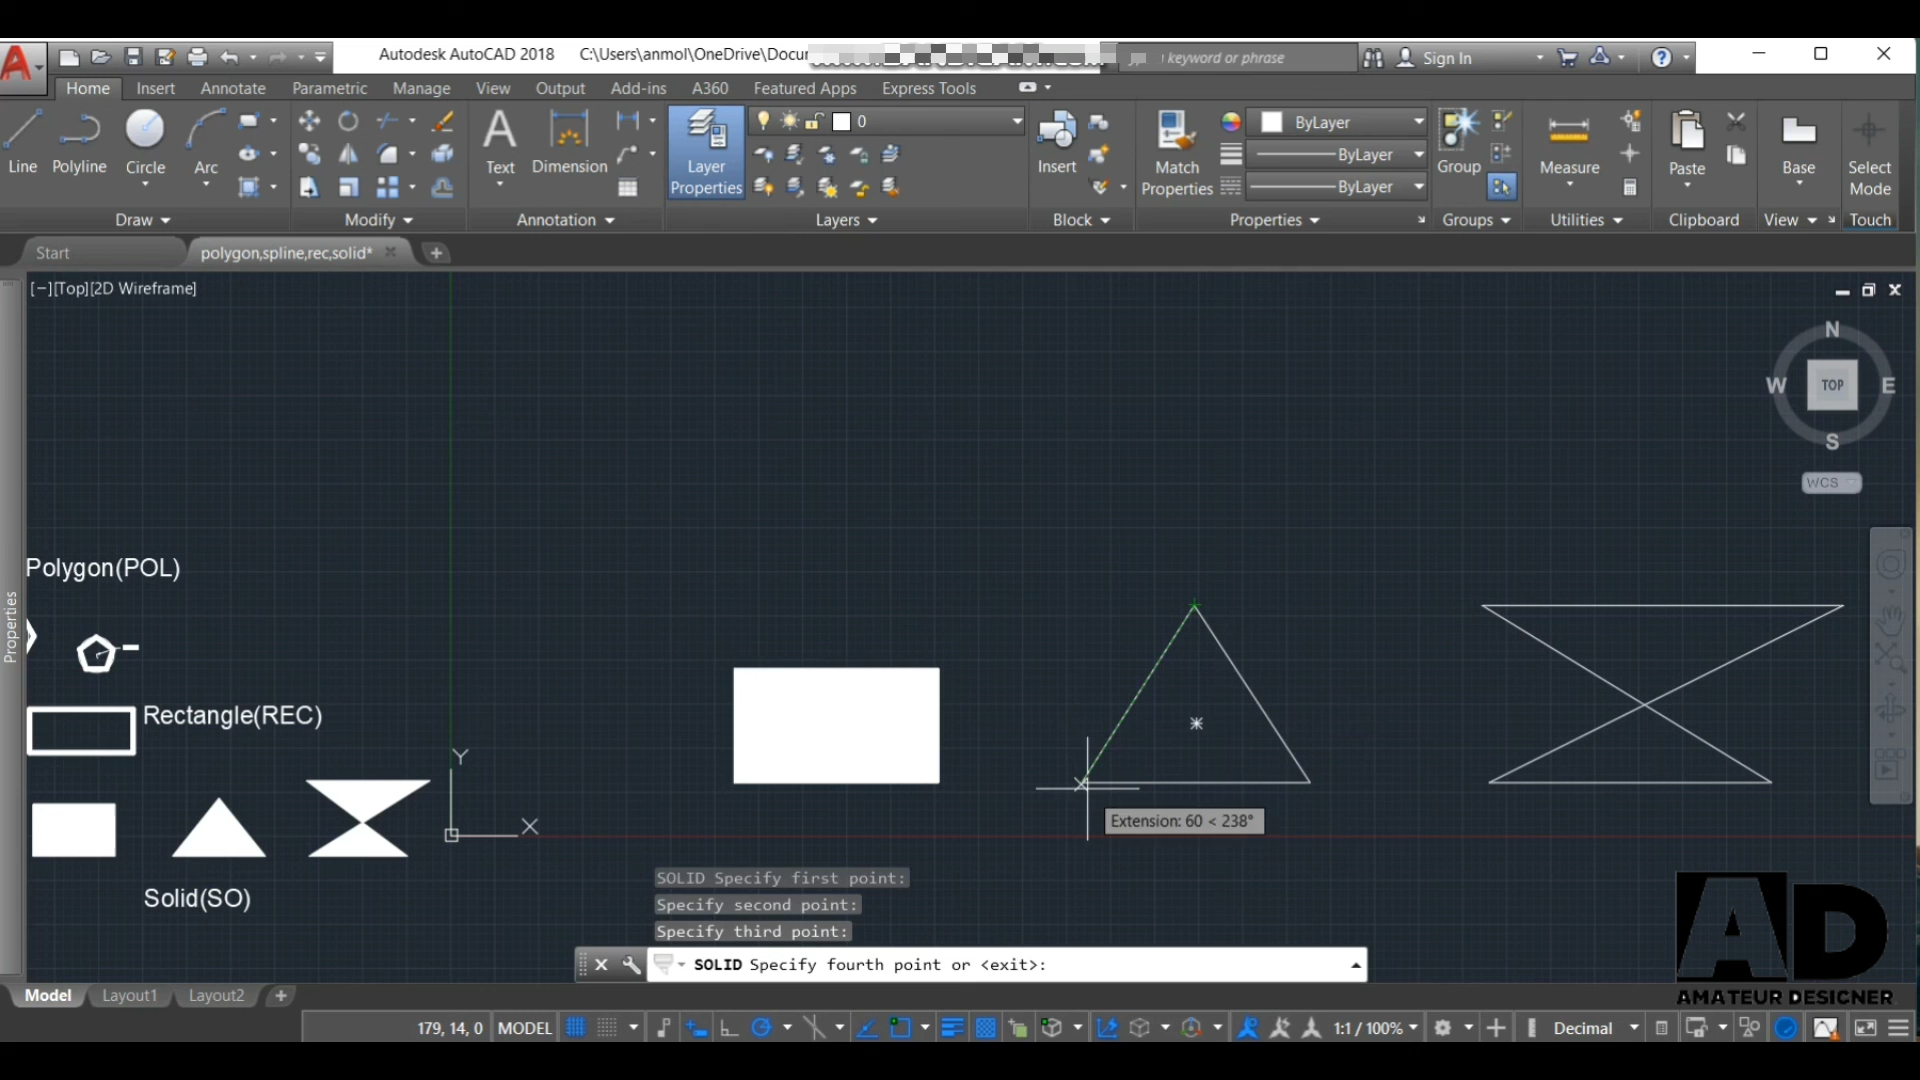 Autodesk AutoCAD 2018 C:\Users\anmol\OneDrive\Docu
keyword or phrase
Sign In
Home Insert Annotate Parametric Manage View Output Add-ins A360 Featured Apps Express Tools
0
ByLayer
ByLayer
ByLayer
Line Polyline Circle Arc
Text Dimension
Layer Properties
Insert
Match Properties
Group
Measure
Paste
Base
Select Mode
Draw Modify Annotation Layers Block Properties Groups Utilities Clipboard View Touch
Start polygon,spline,rec,solid*
[−][Top][2D Wireframe]
N
W TOP E
S
WCS
Properties
Polygon(POL)
Rectangle(REC)
Y
X
Solid(SO)
Extension: 60 < 238°
SOLID Specify first point:
Specify second point:
Specify third point:
SOLID Specify fourth point or <exit>:
AD
AMATEUR DESIGNER
Model Layout1 Layout2
179, 14, 0 MODEL 1:1 / 100% Decimal